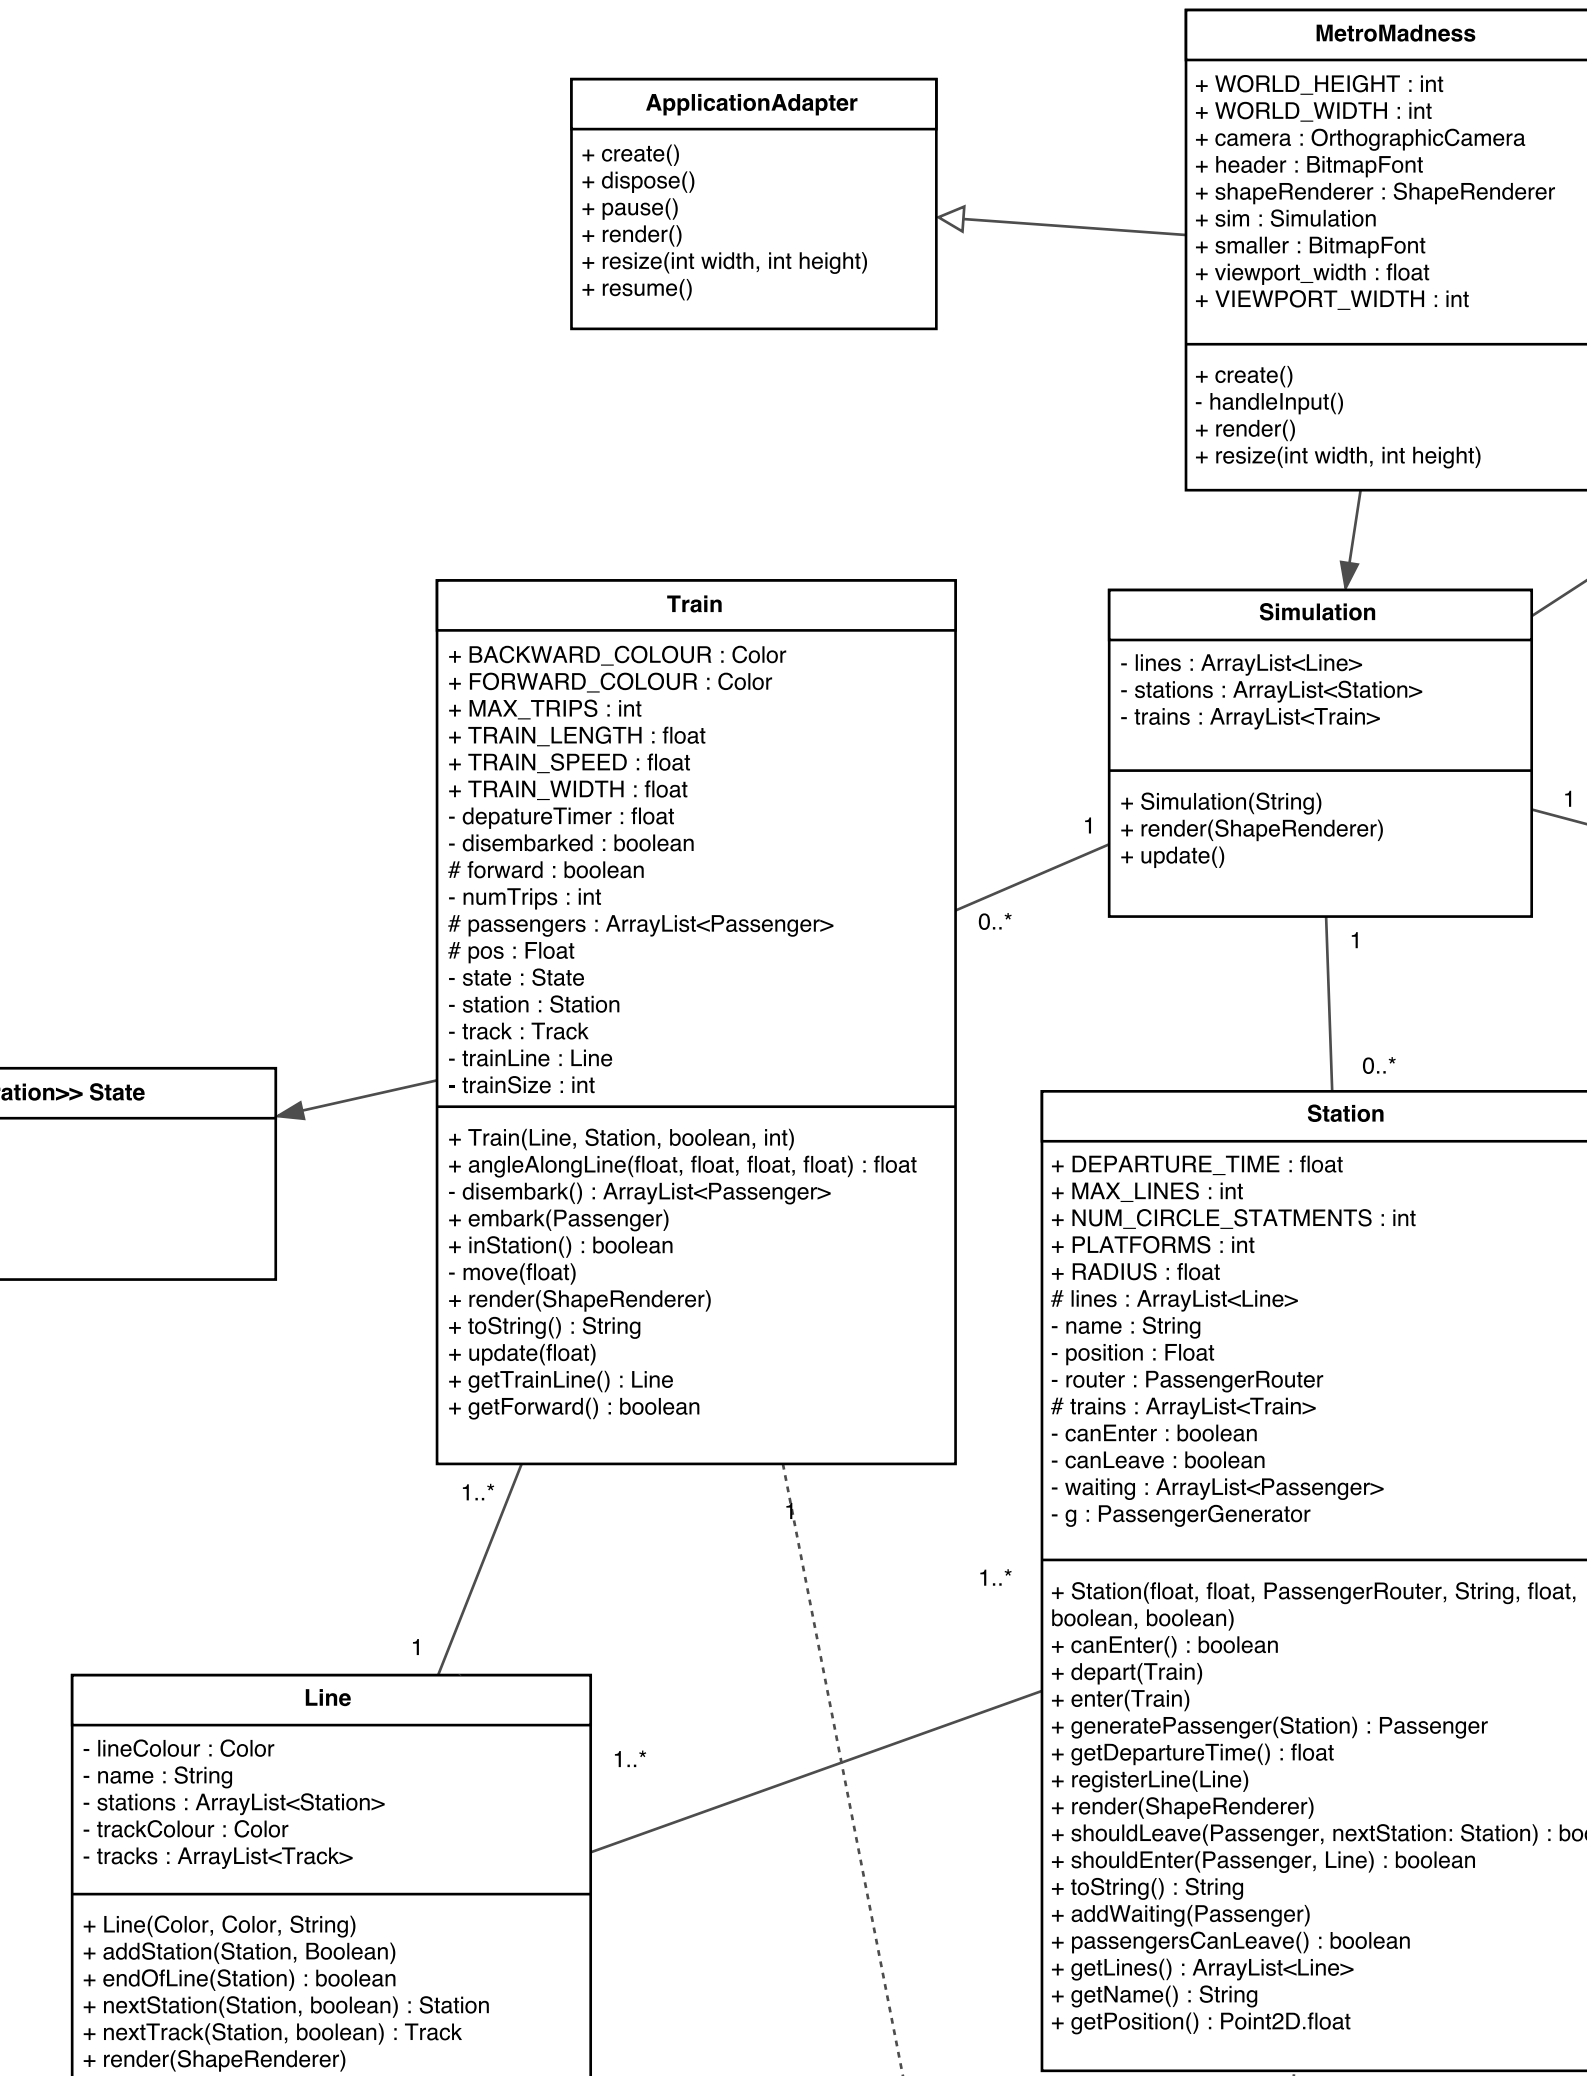 MetroMadness
+ WORLD_HEIGHT : int
+ WORLD_WIDTH : int
+ camera : OrthographicCamera
+ header : BitmapFont
+ shapeRenderer : ShapeRenderer
+ sim : Simulation
+ smaller : BitmapFont
+ viewport_width : float
+ VIEWPORT_WIDTH : int
+ create()
- handleInput()
+ render()
+ resize(int width, int height)
ApplicationAdapter
+ create()
+ dispose()
+ pause()
+ render()
+ resize(int width, int height)
+ resume()
Train
+ BACKWARD_COLOUR : Color
+ FORWARD_COLOUR : Color
+ MAX_TRIPS : int
+ TRAIN_LENGTH : float
+ TRAIN_SPEED : float
+ TRAIN_WIDTH : float
- depatureTimer : float
- disembarked : boolean
# forward : boolean
- numTrips : int
# passengers : ArrayList<Passenger>
# pos : Float
- state : State
- station : Station
- track : Track
- trainLine : Line
- trainSize : int
+ Train(Line, Station, boolean, int)
+ angleAlongLine(float, float, float, float) : float
- disembark() : ArrayList<Passenger>
+ embark(Passenger)
+ inStation() : boolean
- move(float)
+ render(ShapeRenderer)
+ toString() : String
+ update(float)
+ getTrainLine() : Line
+ getForward() : boolean
Simulation
- lines : ArrayList<Line>
- stations : ArrayList<Station>
- trains : ArrayList<Train>
+ Simulation(String)
+ render(ShapeRenderer)
+ update()
1
1
0..*
1
0..*
ation>> State
Station
+ DEPARTURE_TIME : float
+ MAX_LINES : int
+ NUM_CIRCLE_STATMENTS : int
+ PLATFORMS : int
+ RADIUS : float
# lines : ArrayList<Line>
- name : String
- position : Float
- router : PassengerRouter
# trains : ArrayList<Train>
- canEnter : boolean
- canLeave : boolean
- waiting : ArrayList<Passenger>
- g : PassengerGenerator
+ Station(float, float, PassengerRouter, String, float,
boolean, boolean)
+ canEnter() : boolean
+ depart(Train)
+ enter(Train)
+ generatePassenger(Station) : Passenger
+ getDepartureTime() : float
+ registerLine(Line)
+ render(ShapeRenderer)
+ shouldLeave(Passenger, nextStation: Station) : boo
+ shouldEnter(Passenger, Line) : boolean
+ toString() : String
+ addWaiting(Passenger)
+ passengersCanLeave() : boolean
+ getLines() : ArrayList<Line>
+ getName() : String
+ getPosition() : Point2D.float
1..*
1
1..*
1
1..*
Line
- lineColour : Color
- name : String
- stations : ArrayList<Station>
- trackColour : Color
- tracks : ArrayList<Track>
+ Line(Color, Color, String)
+ addStation(Station, Boolean)
+ endOfLine(Station) : boolean
+ nextStation(Station, boolean) : Station
+ nextTrack(Station, boolean) : Track
+ render(ShapeRenderer)